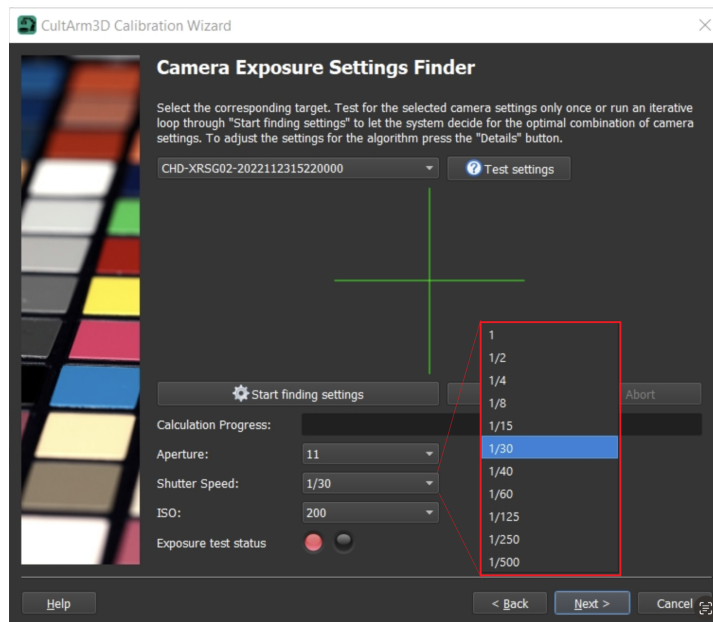 CultArm3D Calibration Wizard
Camera Exposure Settings Finder
Select the corresponding target. Test for the selected camera settings only once or run an iterative
loop through "Start finding settings" to let the system decide for the optimal combination of camera
settings. To adjust the settings for the algorithm press the "Details" button.
CHD-XRSG02-2022112315220000
Test settings
Start finding settings
Abort
Calculation Progress:
Aperture:
11
Shutter Speed:
1/30
ISO:
200
Exposure test status
1
1/2
1/4
1/8
1/15
1/30
1/40
1/60
1/125
1/250
1/500
Help
< Back
Next >
Cancel